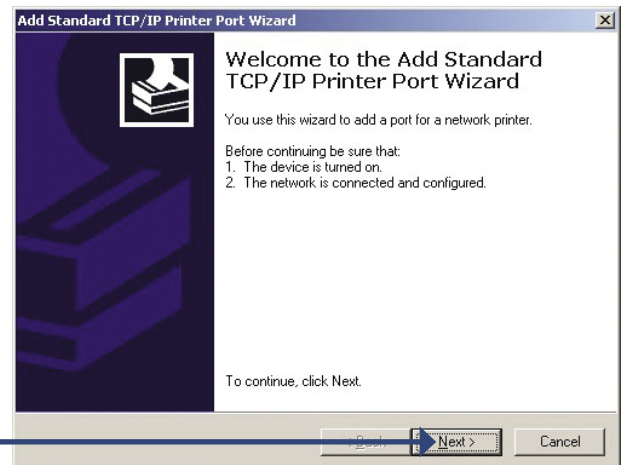 Add Standard TCP/IP Printer Port Wizard
Welcome to the Add Standard
TCP/IP Printer Port Wizard
You use this wizard to add a port for a network printer.
Before continuing be sure that:
1. The device is turned on.
2. The network is connected and configured.
To continue, click Next.
< Back Next > Cancel